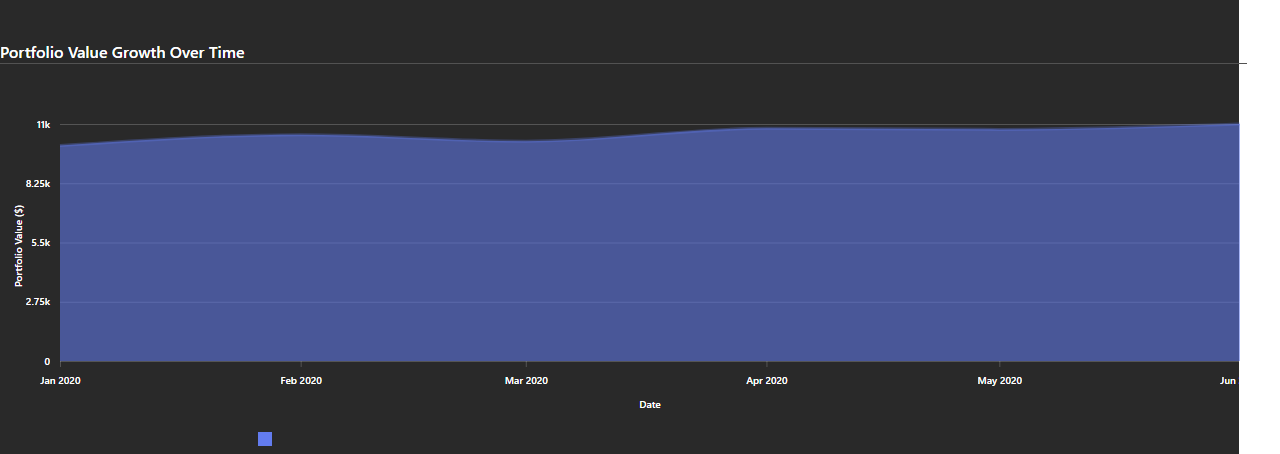 Portfolio Value Growth Over Time
11k
8.25k
5.5k
2.75k
0
Portfolio Value ($)
Jan 2020 Feb 2020 Mar 2020 Apr 2020 May 2020 Jun
Date